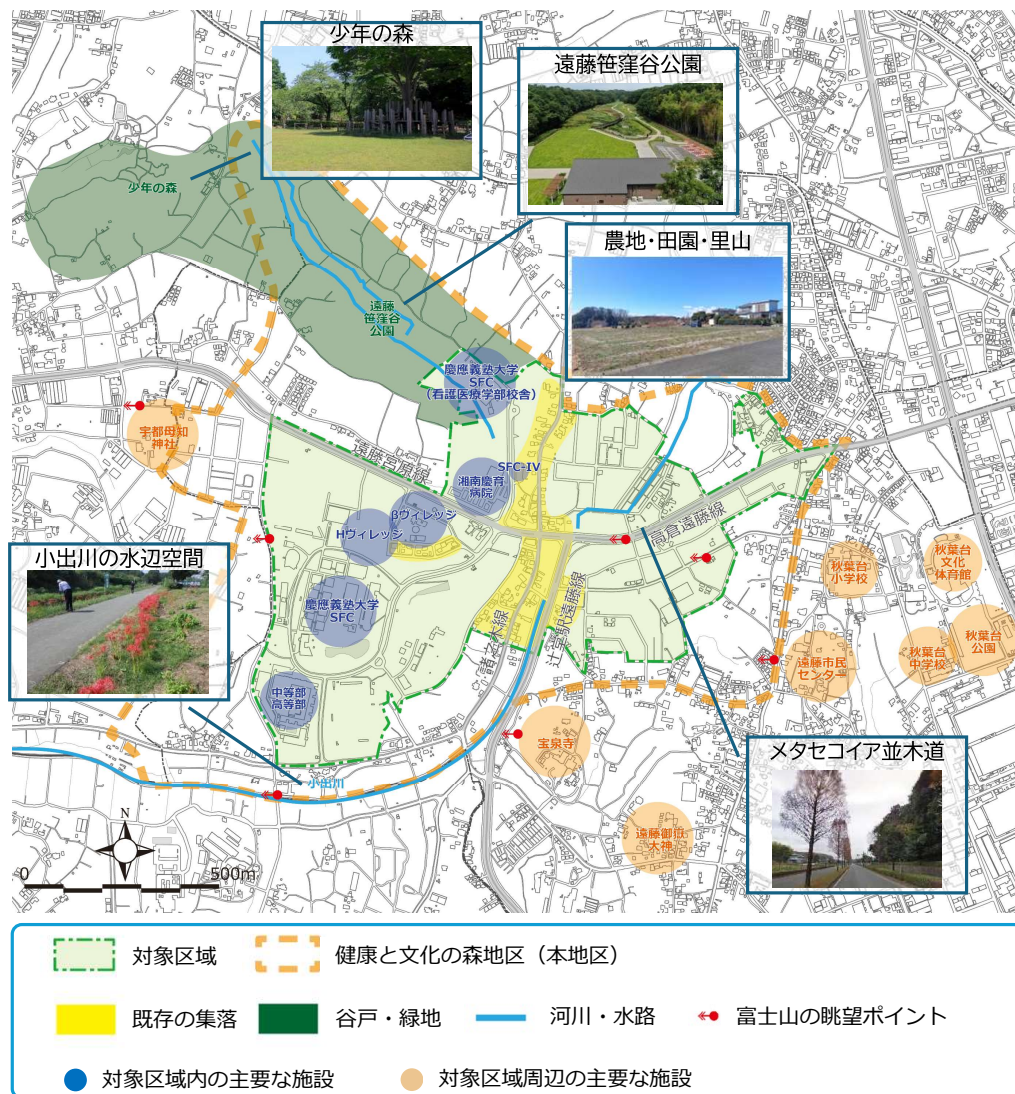 少年の森
遠藤笹窪谷公園
農地・田園・里山
少年の森
遠藤
笹窪谷
公園
慶應義塾大学
SFC
（看護医療学部校舎）
宇都母知
神社
遠藤宮原線
SFC-IV
湘南慶育
病院
βヴィレッジ
Hヴィレッジ
高倉遠藤線
小出川の水辺空間
秋葉台
小学校
秋葉台
文化
体育館
慶應義塾大学
SFC
諸之木線
辻堂駅遠藤線
秋葉台
中学校
秋葉台
公園
遠藤市民
センター
中等部
高等部
宝泉寺
メタセコイア並木道
小出川
遠藤御嶽
大神
N
0
500m
対象区域
健康と文化の森地区（本地区）
既存の集落
谷戸・緑地
河川・水路
富士山の眺望ポイント
対象区域内の主要な施設
対象区域周辺の主要な施設